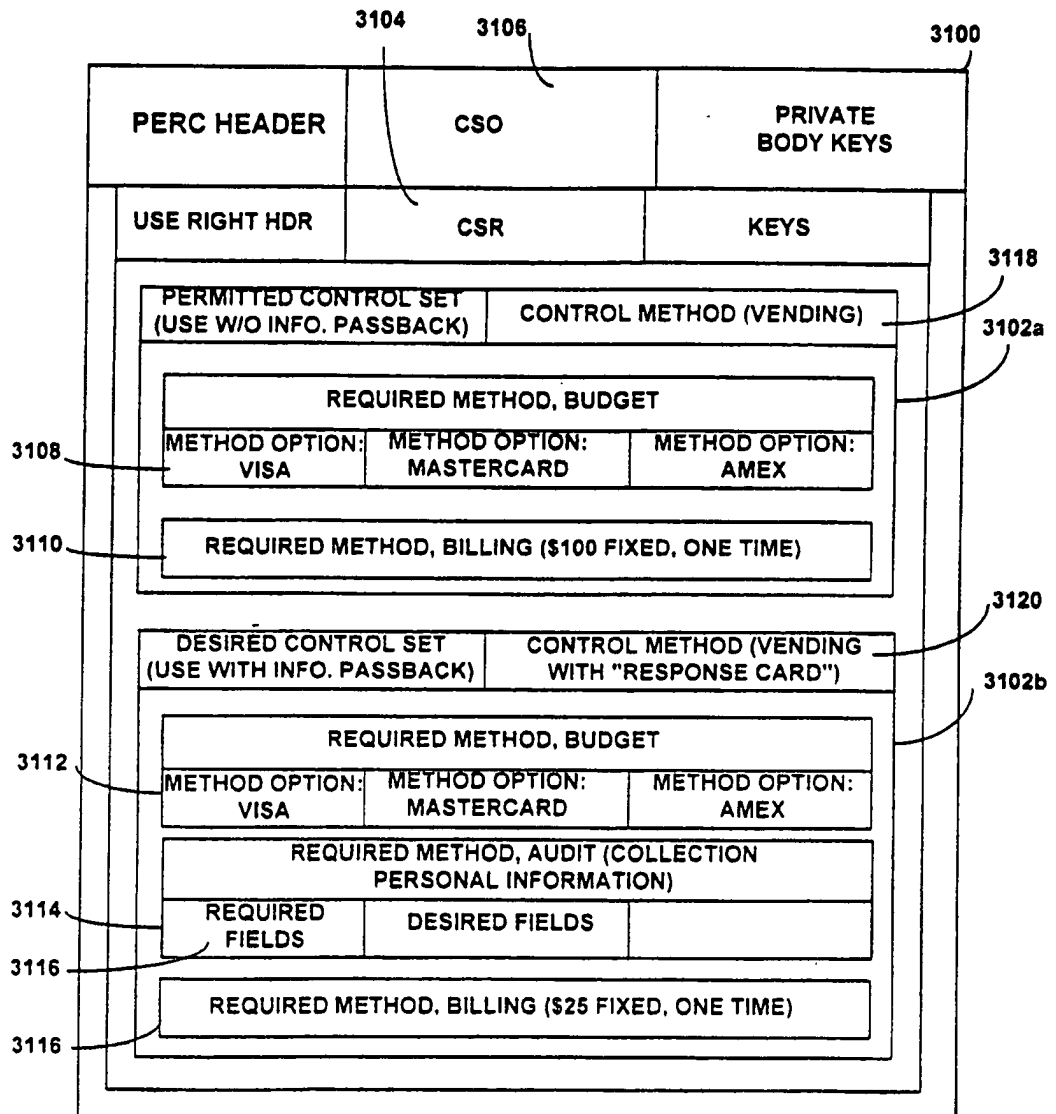 3104
3106
3100
PERC HEADER
CSO
PRIVATE
BODY KEYS
USE RIGHT HDR
CSR
KEYS
3118
PERMITTED CONTROL SET
(USE W/O INFO. PASSBACK)
CONTROL METHOD (VENDING)
3102a
REQUIRED METHOD, BUDGET
3108
METHOD OPTION:
VISA
METHOD OPTION:
MASTERCARD
METHOD OPTION:
AMEX
3110
REQUIRED METHOD, BILLING ($100 FIXED, ONE TIME)
3120
DESIRED CONTROL SET
(USE WITH INFO. PASSBACK)
CONTROL METHOD (VENDING
WITH "RESPONSE CARD")
3102b
REQUIRED METHOD, BUDGET
3112
METHOD OPTION:
VISA
METHOD OPTION:
MASTERCARD
METHOD OPTION:
AMEX
REQUIRED METHOD, AUDIT (COLLECTION
PERSONAL INFORMATION)
3114
REQUIRED
FIELDS
DESIRED FIELDS
3116
REQUIRED METHOD, BILLING ($25 FIXED, ONE TIME)
3116